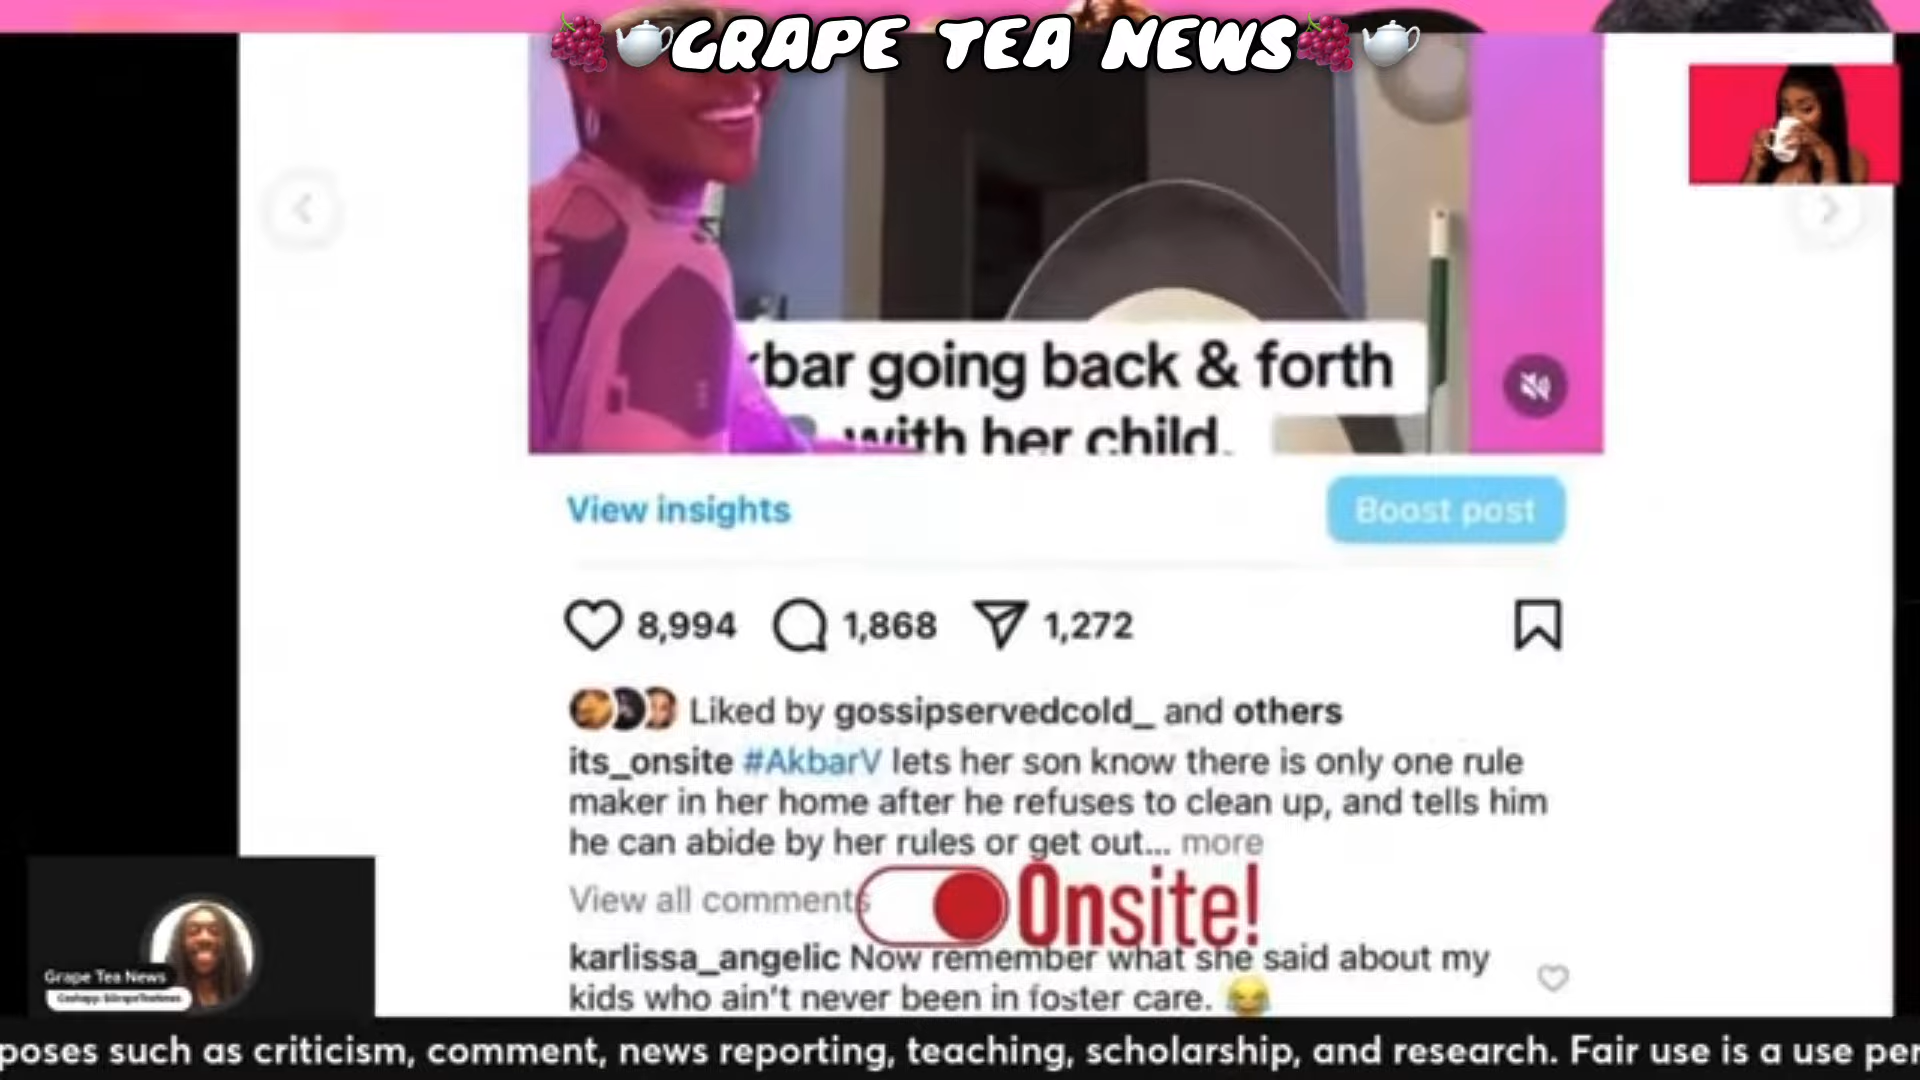 GRAPE TEA NEWS
bar going back & forth
with her child.
View insights
Boost post
8,994 1,868 1,272
Liked by gossipservedcold_ and others
its_onsite #AkbarV lets her son know there is only one rule
maker in her home after he refuses to clean up, and tells him
he can abide by her rules or get out... more
View all comments
Onsite!
karlissa_angelic Now remember what she said about my
kids who ain't never been in foster care. 😂
Grape Tea News
Cashapp: $GrapeTeaNews
poses such as criticism, comment, news reporting, teaching, scholarship, and research. Fair use is a use per